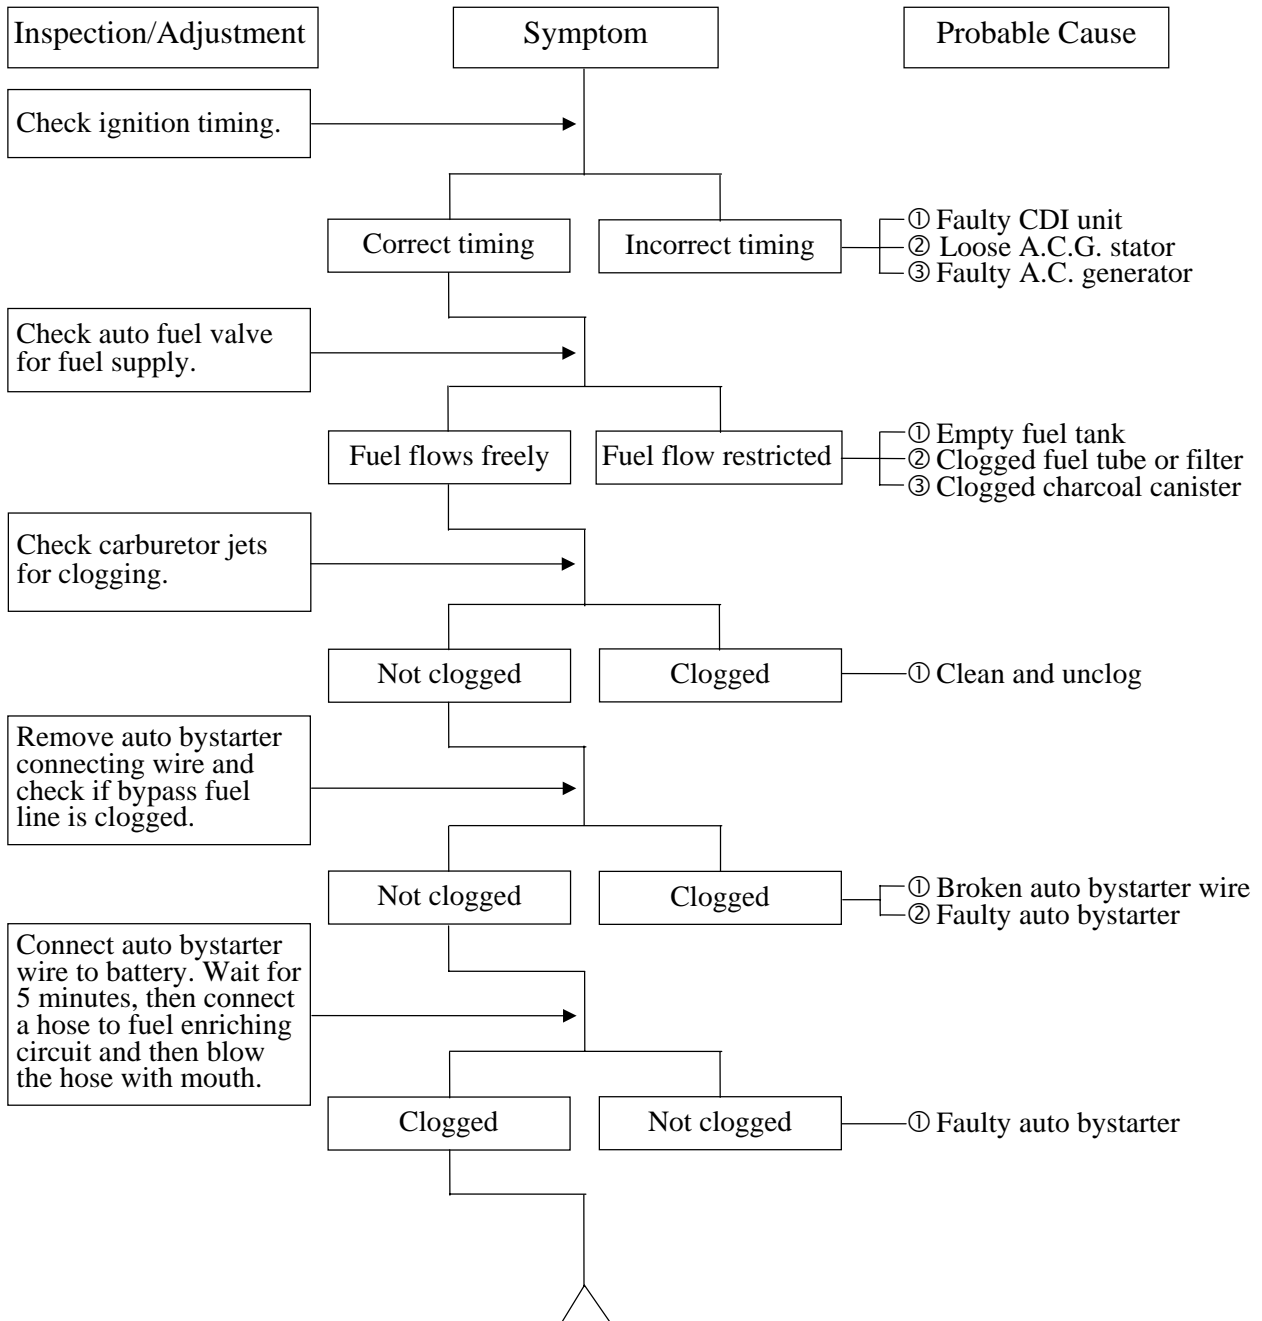 Inspection/Adjustment
Symptom
Probable Cause
Check ignition timing.
Correct timing
Incorrect timing
① Faulty CDI unit
② Loose A.C.G. stator
③ Faulty A.C. generator
Check auto fuel valve
for fuel supply.
Fuel flows freely
Fuel flow restricted
① Empty fuel tank
② Clogged fuel tube or filter
③ Clogged charcoal canister
Check carburetor jets
for clogging.
Not clogged
Clogged
① Clean and unclog
Remove auto bystarter
connecting wire and
check if bypass fuel
line is clogged.
Not clogged
Clogged
① Broken auto bystarter wire
② Faulty auto bystarter
Connect auto bystarter
wire to battery. Wait for
5 minutes, then connect
a hose to fuel enriching
circuit and then blow
the hose with mouth.
Clogged
Not clogged
① Faulty auto bystarter